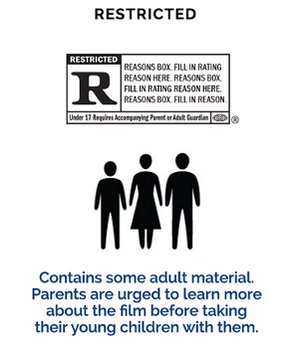 RESTRICTED
RESTRICTED
R
REASONS BOX. FILL IN RATING
REASON HERE. REASONS BOX.
FILL IN RATING REASON HERE.
REASONS BOX. FILL IN REASON.
Under 17 Requires Accompanying Parent or Adult Guardian
®
Contains some adult material.
Parents are urged to learn more
about the film before taking
their young children with them.